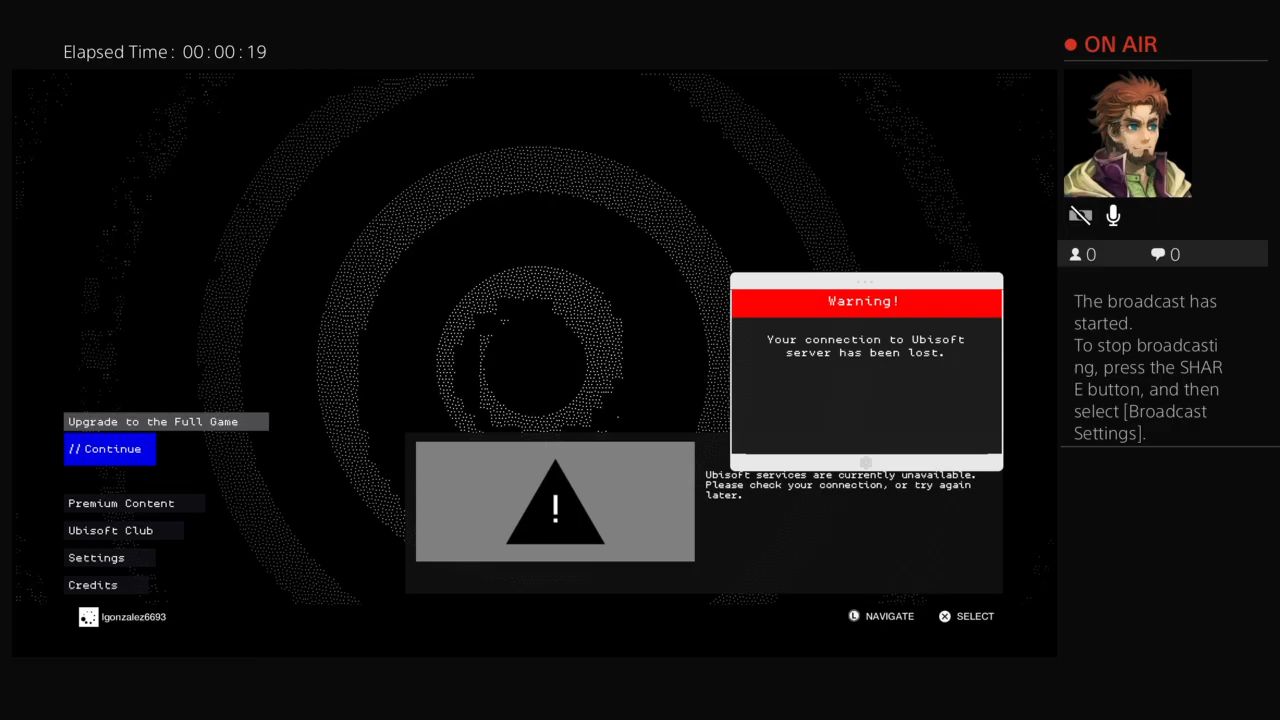 Elapsed Time: 00:00:19
ON AIR
0 0
The broadcast has
started.
To stop broadcasti
ng, press the SHAR
E button, and then
select [Broadcast
Settings].
Warning!
Your connection to Ubisoft
server has been lost.
Upgrade to the Full Game
// Continue
Premium Content
Ubisoft Club
Settings
Credits
Ubisoft services are currently unavailable.
Please check your connection, or try again
later.
!
lgonzalez6693
L NAVIGATE X SELECT